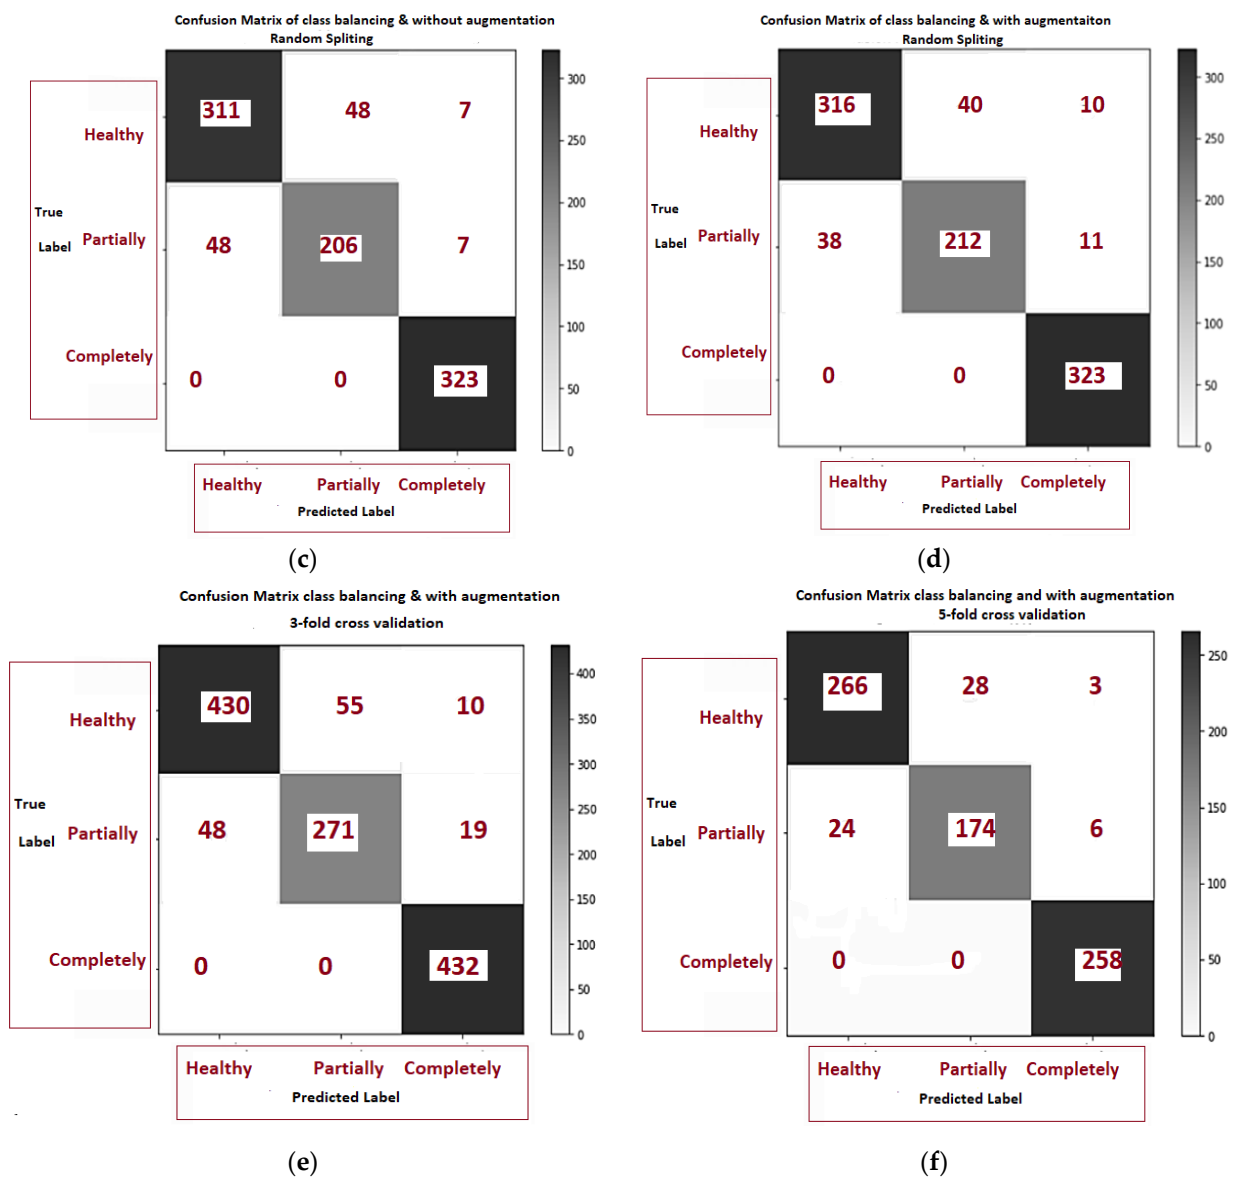 Confusion Matrix of class balancing & without augmentation
Random Spliting
311 48 7
Healthy
300
250
200
150
100
50
0
True
Label
Partially
48 206 7
Completely
0 0 323
Healthy Partially Completely
Predicted Label
(c)
Confusion Matrix of class balancing & with augmentaiton
Random Spliting
316 40 10
Healthy
300
250
200
150
100
50
0
True
Label
Partially
38 212 11
Completely
0 0 323
Healthy Partially Completely
Predicted Label
(d)
Confusion Matrix class balancing & with augmentation
3-fold cross validation
430 55 10
Healthy
400
350
300
250
200
150
100
50
0
True
Label
Partially
48 271 19
Completely
0 0 432
Healthy Partially Completely
Predicted Label
(e)
Confusion Matrix class balancing and with augmentation
5-fold cross validation
266 28 3
Healthy
250
200
150
100
50
0
True
Label
Partially
24 174 6
Completely
0 0 258
Healthy Partially Completely
Predicted Label
(f)